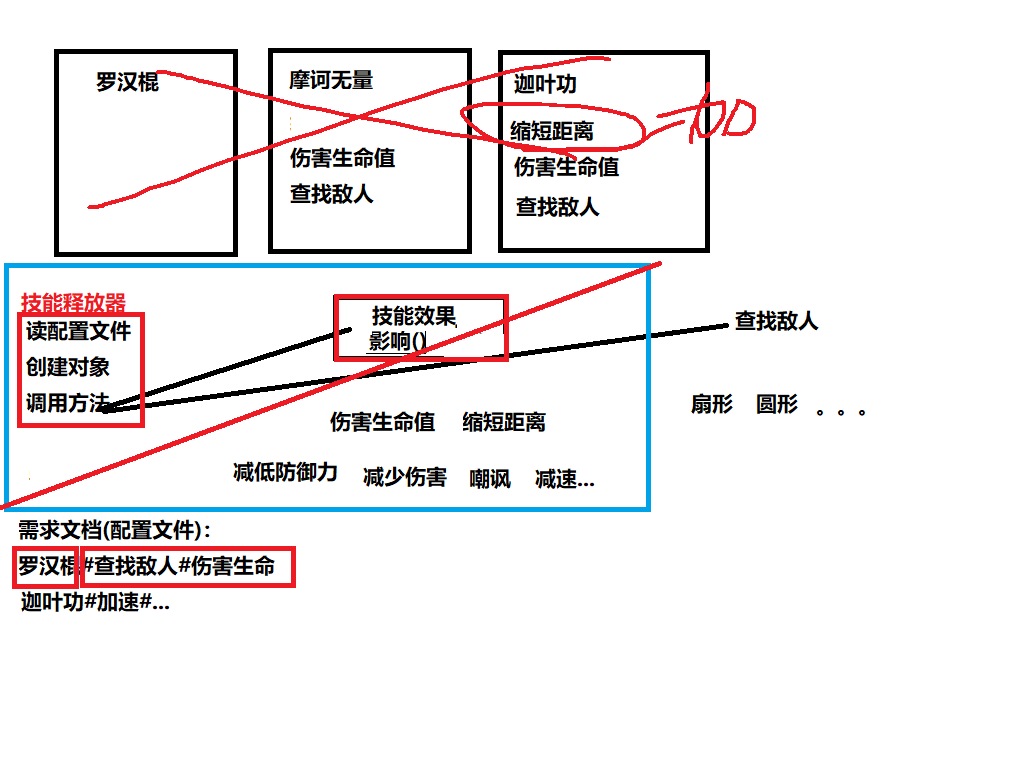 罗汉棍
摩诃无量
伤害生命值
查找敌人
迦叶功
缩短距离
伤害生命值
查找敌人
技能释放器
读配置文件
创建对象
调用方法
技能效果
影响()
查找敌人
扇形 圆形 。。。
伤害生命值 缩短距离
减低防御力 减少伤害 嘲讽 减速...
需求文档(配置文件)：
罗汉棍#查找敌人#伤害生命
迦叶功#加速#...